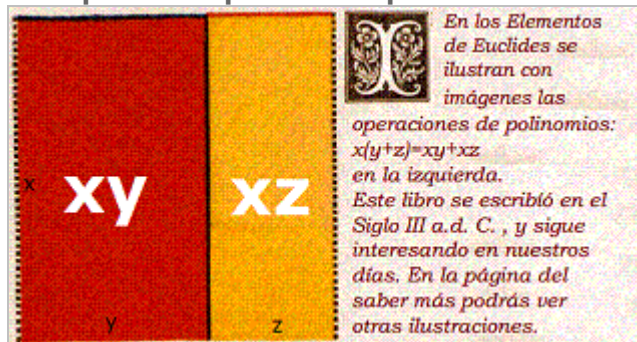 x
xy
xz
y
z
En los Elementos
de Euclides se
ilustran con
imágenes las
operaciones de polinomios:
x(y+z)=xy+xz
en la izquierda.
Este libro se escribió en el
Siglo III a.d. C. , y sigue
interesando en nuestros
días. En la página del
saber más podrás ver
otras ilustraciones.